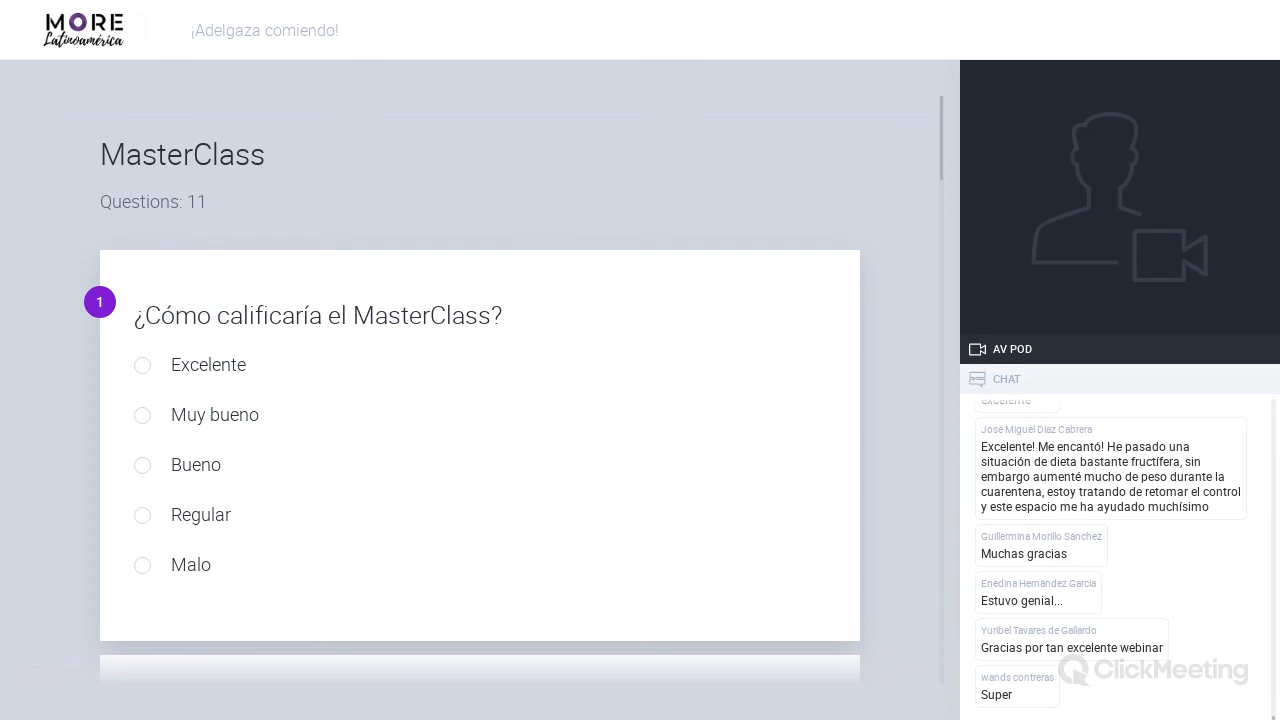 MORE
Latinoamérica
¡Adelgaza comiendo!
MasterClass
Questions: 11
1
¿Cómo calificaría el MasterClass?
Excelente
Muy bueno
Bueno
Regular
Malo
AV POD
CHAT
excelente
José Miguel Díaz Cabrera
Excelente! Me encantó! He pasado una
situación de dieta bastante fructífera, sin
embargo aumenté mucho de peso durante la
cuarentena, estoy tratando de retomar el control
y este espacio me ha ayudado muchísimo
Guillermina Morillo Sánchez
Muchas gracias
Enedina Hernández García
Estuvo genial...
Yuribel Tavares de Gallardo
Gracias por tan excelente webinar
wands contreras
Super
ClickMeeting